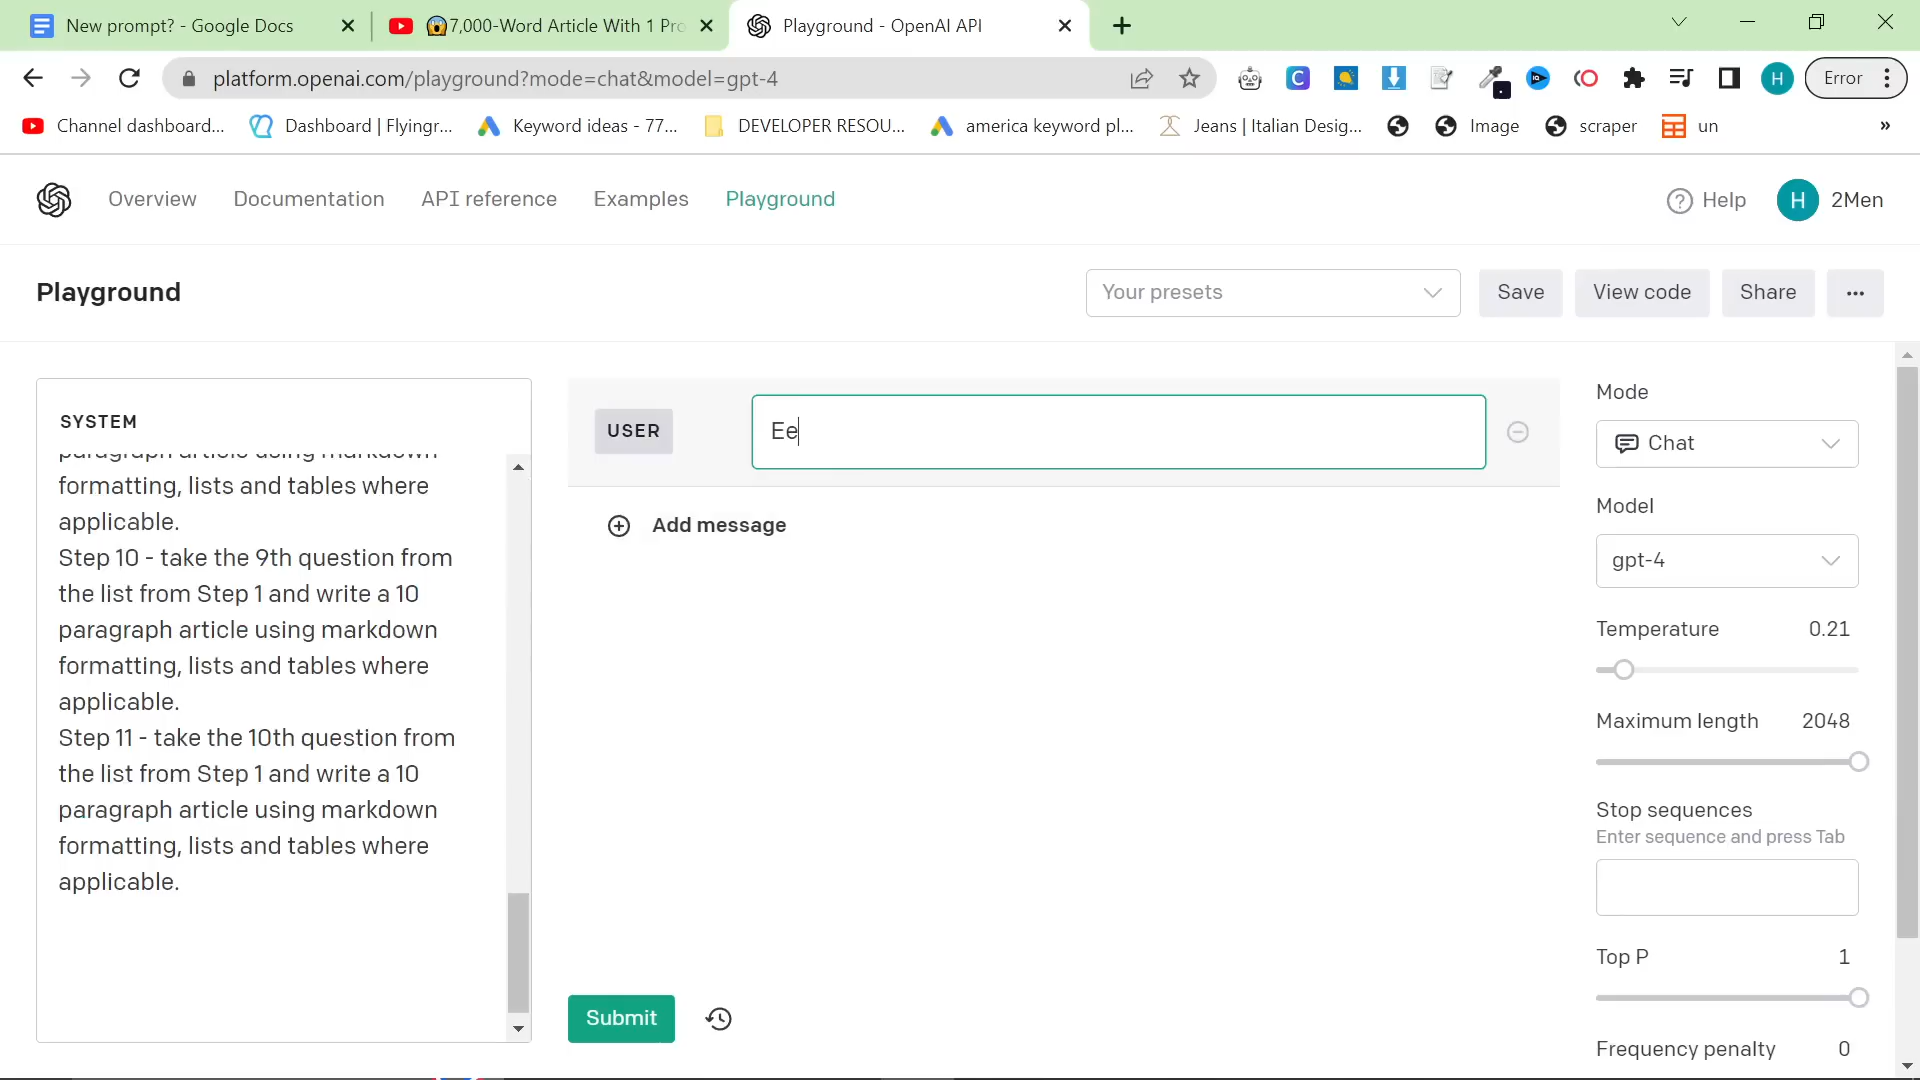 New prompt? - Google Docs
😱7,000-Word Article With 1 Pro
Playground - OpenAI API
platform.openai.com/playground?mode=chat&model=gpt-4
Error
Channel dashboard...
Dashboard | Flyingr...
Keyword ideas - 77...
DEVELOPER RESOU...
america keyword pl...
Jeans | Italian Desig...
Image
scraper
un
»
Overview
Documentation
API reference
Examples
Playground
Help
H
2Men
Playground
Your presets
Save
View code
Share
...
SYSTEM
paragraph article using markdown
formatting, lists and tables where
applicable.
Step 10 - take the 9th question from
the list from Step 1 and write a 10
paragraph article using markdown
formatting, lists and tables where
applicable.
Step 11 - take the 10th question from
the list from Step 1 and write a 10
paragraph article using markdown
formatting, lists and tables where
applicable.
USER
Ee
Add message
Submit
Mode
Chat
Model
gpt-4
Temperature 0.21
Maximum length 2048
Stop sequences
Enter sequence and press Tab
Top P 1
Frequency penalty 0